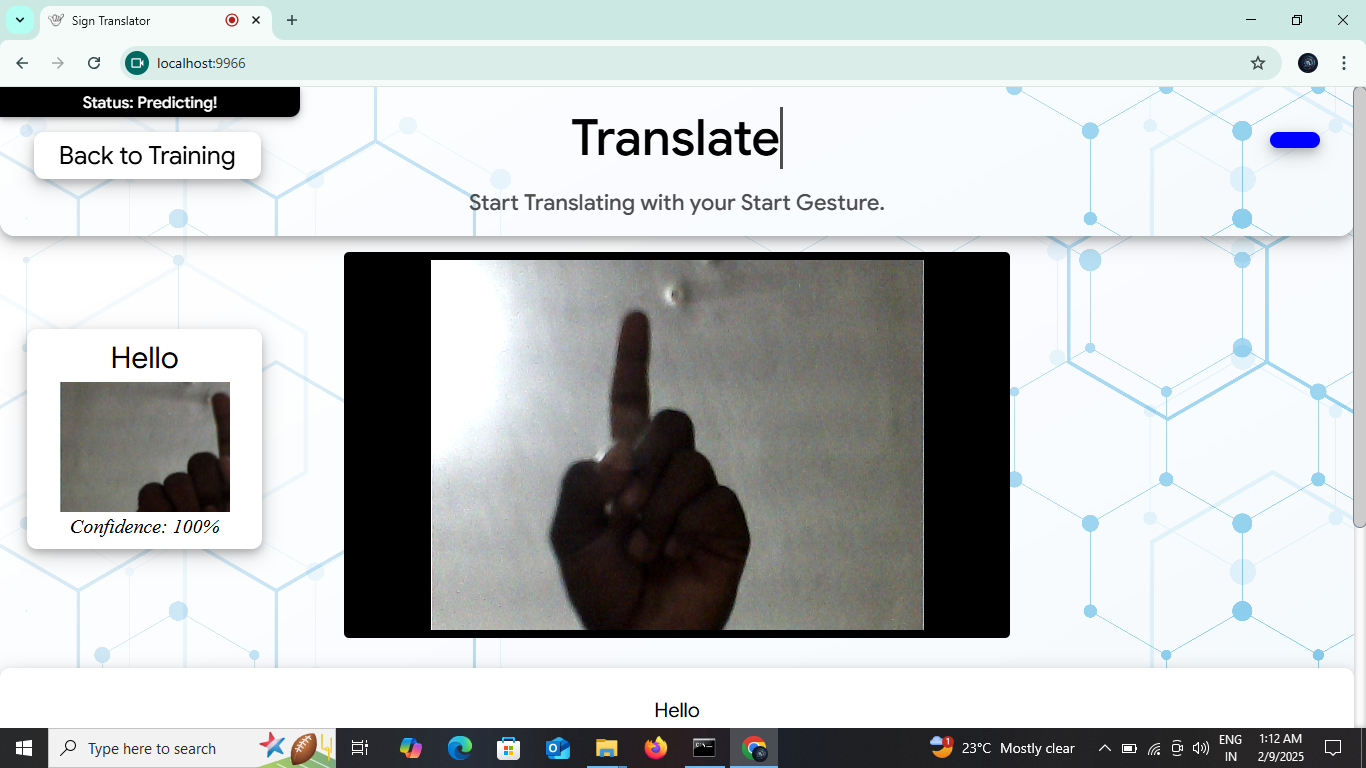 Sign Translator
localhost:9966
Status: Predicting!
Back to Training
Translate
Start Translating with your Start Gesture.
Hello
Confidence: 100%
Hello
Type here to search
1
23°C Mostly clear
ENG
IN
1:12 AM
2/9/2025